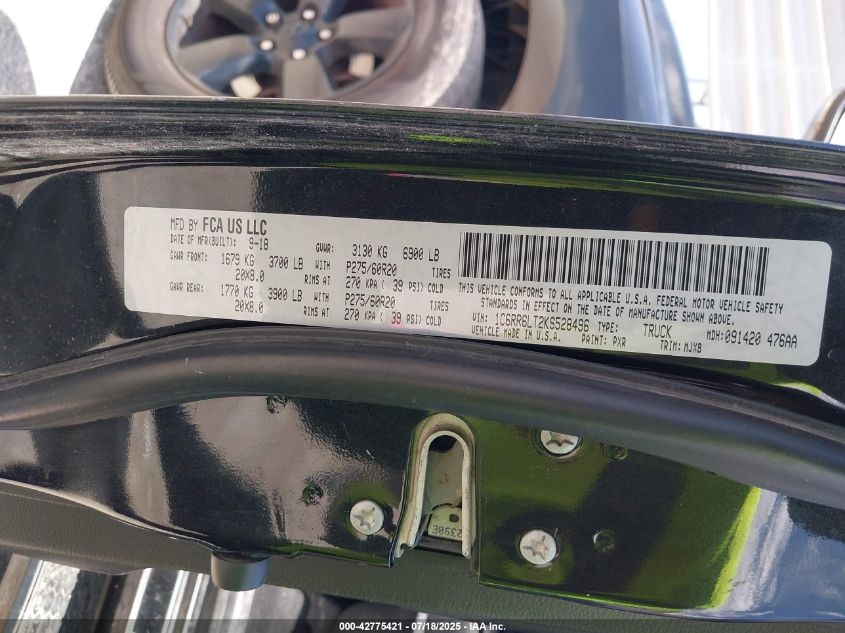 MFD BY FCA US LLC
DATE OF MFR(BUILT): 9-18 GVWR: 3130 KG 6900 LB
GAWR FRONT: 1679 KG 3700 LB WITH P275/60R20 TIRES
20X8.0 RIMS AT 270 KPA ( 39 PSI) COLD
GAWR REAR: 1770 KG 3900 LB WITH P275/60R20 TIRES
20X8.0 RIMS AT 270 KPA ( 39 PSI) COLD
THIS VEHICLE CONFORMS TO ALL APPLICABLE U.S.A. FEDERAL MOTOR VEHICLE SAFETY
STANDARDS IN EFFECT ON THE DATE OF MANUFACTURE SHOWN ABOVE.
VIN: 1C6RR6LT2KS528496 TYPE: TRUCK MDH:091420 476AA
VEHICLE MADE IN U.S.A. PAINT: PXR TRIM: MJX8
2398E
000-42775421 07/18/2025 - IAA Inc.